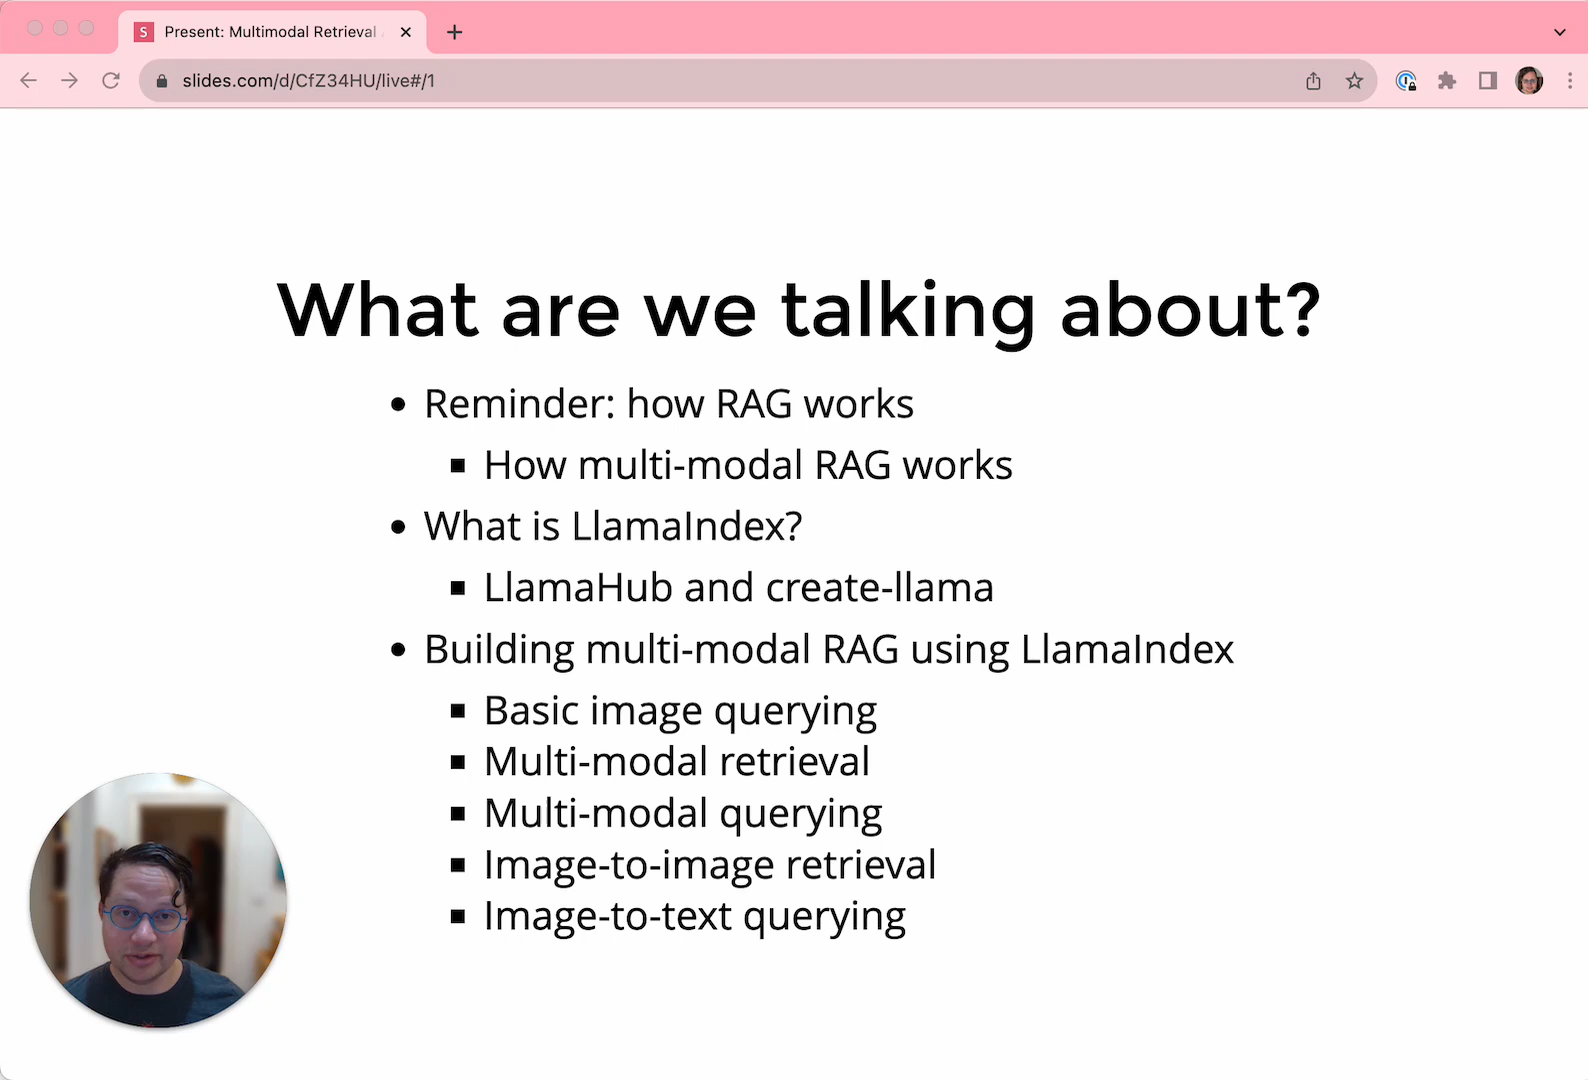 S Present: Multimodal Retrieval
slides.com/d/CfZ34HU/live#/1
What are we talking about?
Reminder: how RAG works
How multi-modal RAG works
What is LlamaIndex?
LlamaHub and create-llama
Building multi-modal RAG using LlamaIndex
Basic image querying
Multi-modal retrieval
Multi-modal querying
Image-to-image retrieval
Image-to-text querying